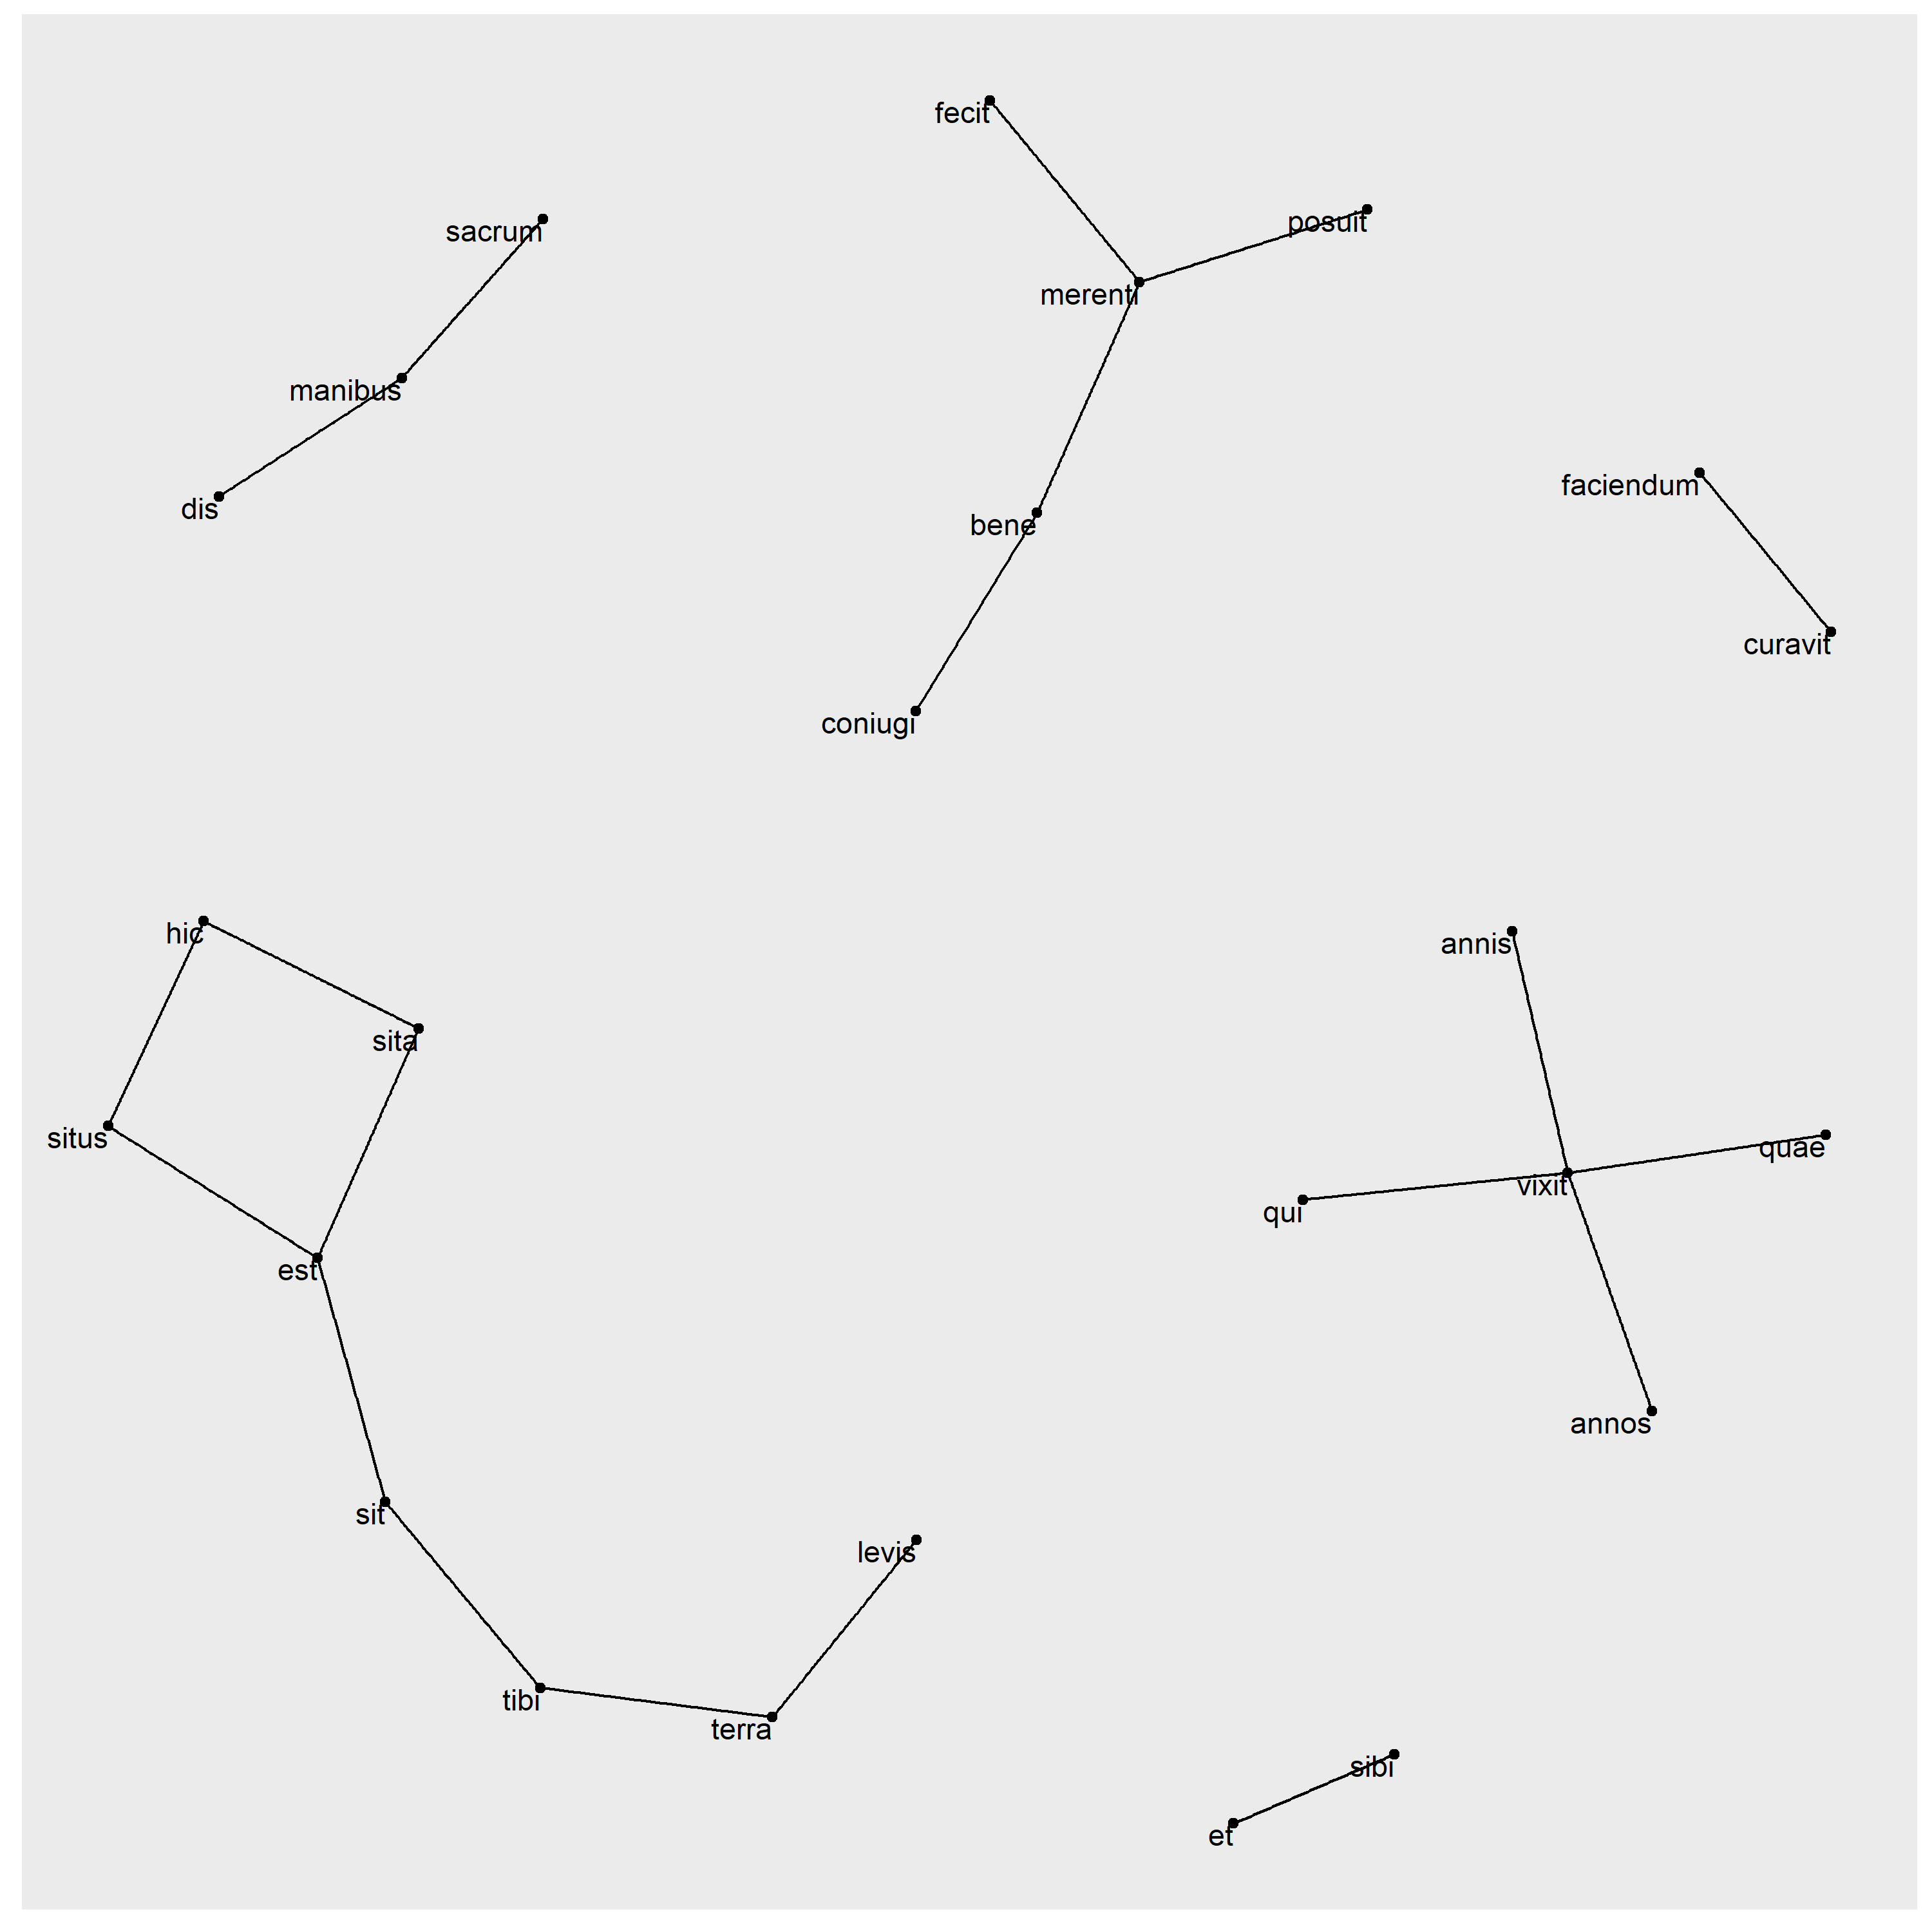 fecit
sacrum
posuit
merenti
manibus
faciendum
dis
bene
curavit
coniugi
hic
annis
sita
situs
quae
vixit
qui
est
annos
sit
levis
tibi
terra
sibi
et